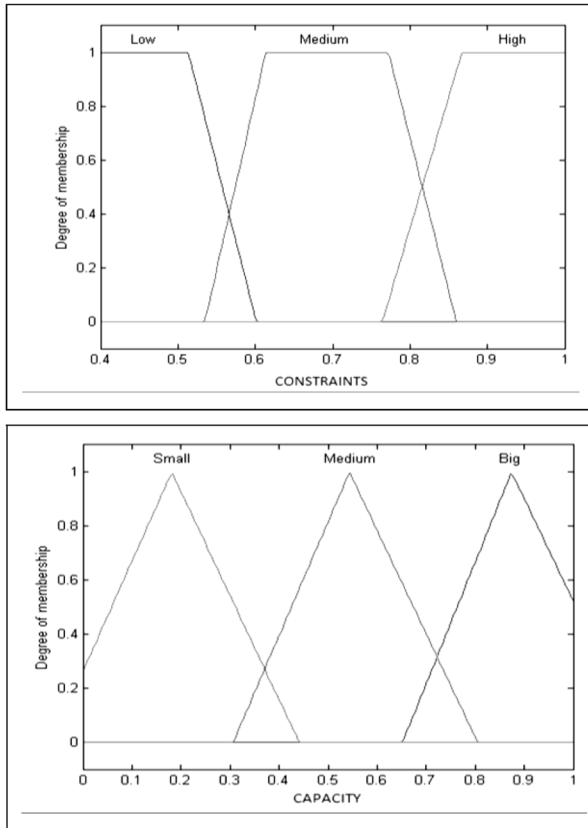 Low Medium High
1
0.8
0.6
0.4
0.2
0
Degree of membership
0.4 0.5 0.6 0.7 0.8 0.9 1
CONSTRAINTS
Small Medium Big
1
0.8
0.6
0.4
0.2
0
Degree of membership
0 0.1 0.2 0.3 0.4 0.5 0.6 0.7 0.8 0.9 1
CAPACITY